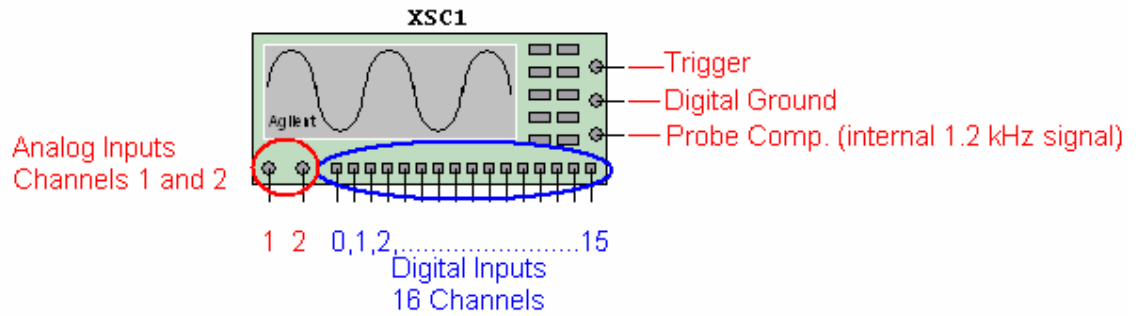 XSC1
Agilent
Trigger
Digital Ground
Probe Comp. (internal 1.2 kHz signal)
Analog Inputs
Channels 1 and 2
1 2 0,1,2,..............................15
Digital Inputs
16 Channels